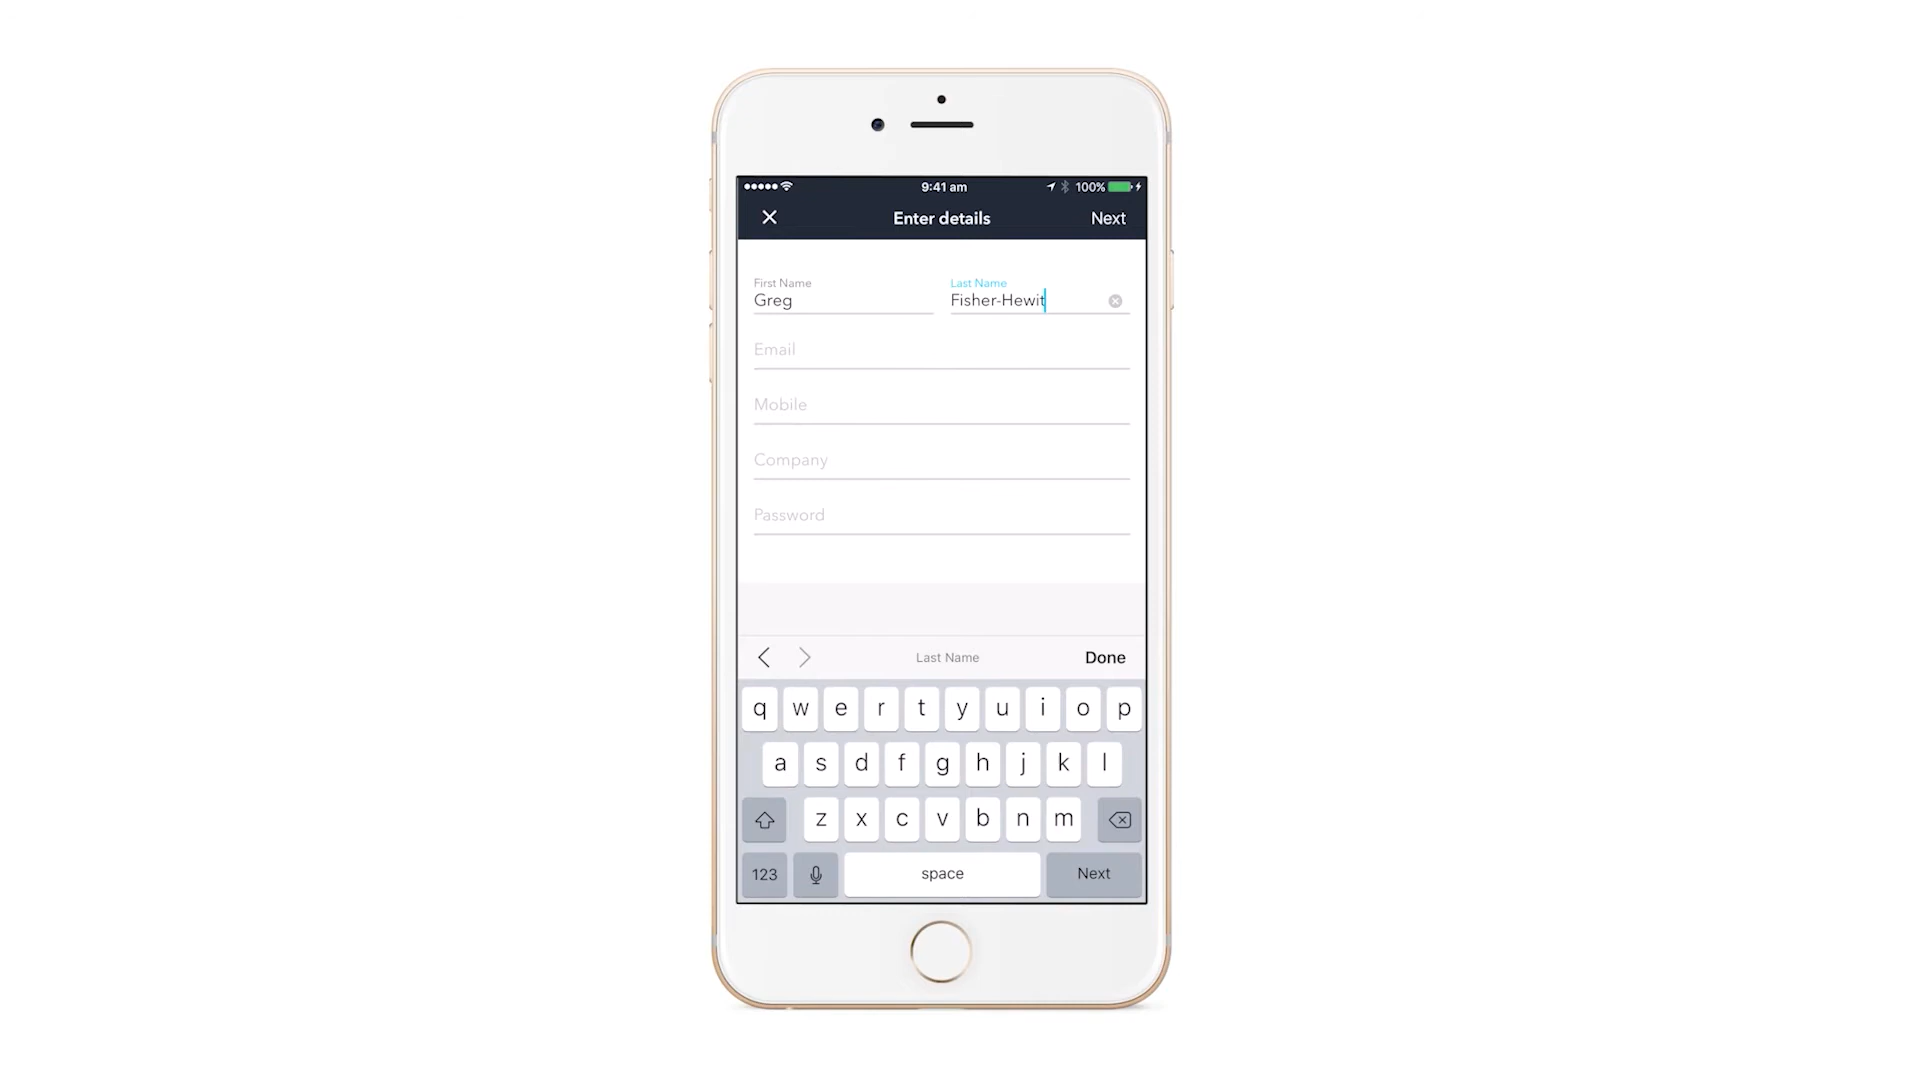 9:41 am 100%
Enter details Next
First Name Last Name
Greg Fisher-Hewit
Email
Mobile
Company
Password
Last Name Done
q w e r t y u i o p
a s d f g h j k l
z x c v b n m
123 space Next